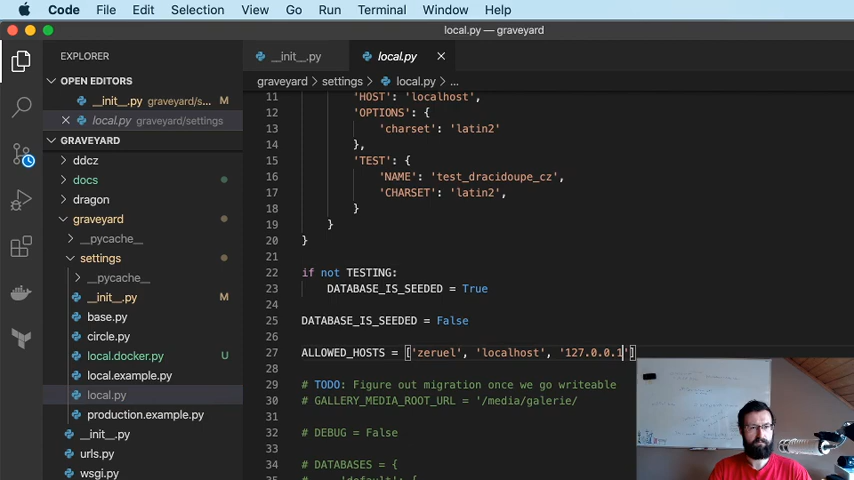 Code File Edit Selection View Go Run Terminal Window Help
local.py — graveyard
EXPLORER
__init__.py
local.py
OPEN EDITORS
graveyard > settings > local.py > ...
__init__.py graveyard/s... M
local.py graveyard/settings
GRAVEYARD
ddcz
docs
dragon
graveyard
__pycache__
settings
__pycache__
__init__.py M
base.py
circle.py
local.docker.py U
local.example.py
local.py
production.example.py
__init__.py
urls.py
wsgi.py
11 'HOST': 'localhost',
12 'OPTIONS': {
13 'charset': 'latin2'
14 },
15 'TEST': {
16 'NAME': 'test_dracidoupe_cz',
17 'CHARSET': 'latin2',
18 }
19 }
20 }
21
22 if not TESTING:
23 DATABASE_IS_SEEDED = True
24
25 DATABASE_IS_SEEDED = False
26
27 ALLOWED_HOSTS = ['zeruel', 'localhost', '127.0.0.1']
28
29 # TODO: Figure out migration once we go writeable
30 # GALLERY_MEDIA_ROOT_URL = '/media/galerie/
31
32 # DEBUG = False
33
34 # DATABASES = {
35 # 'default': {